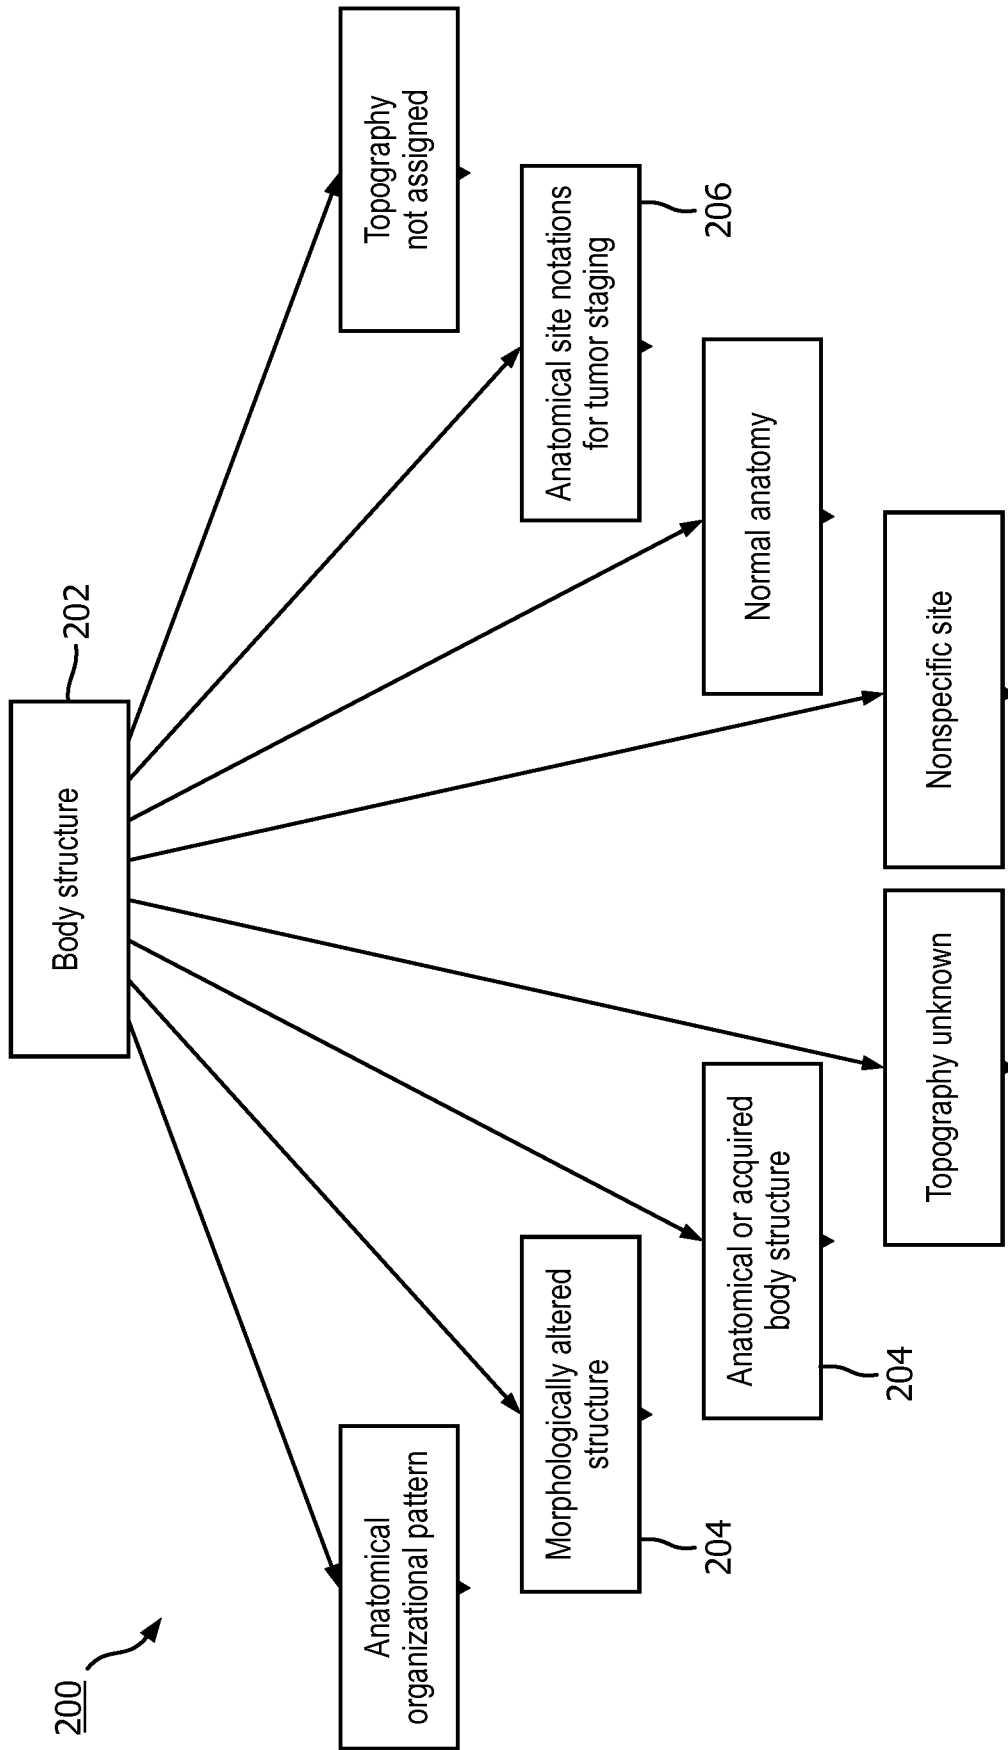 200
Body structure
202
Anatomical
organizational pattern
Morphologically altered
structure
204
Anatomical or acquired
body structure
204
Topography unknown
Nonspecific site
Normal anatomy
Anatomical site notations
for tumor staging
206
Topography
not assigned